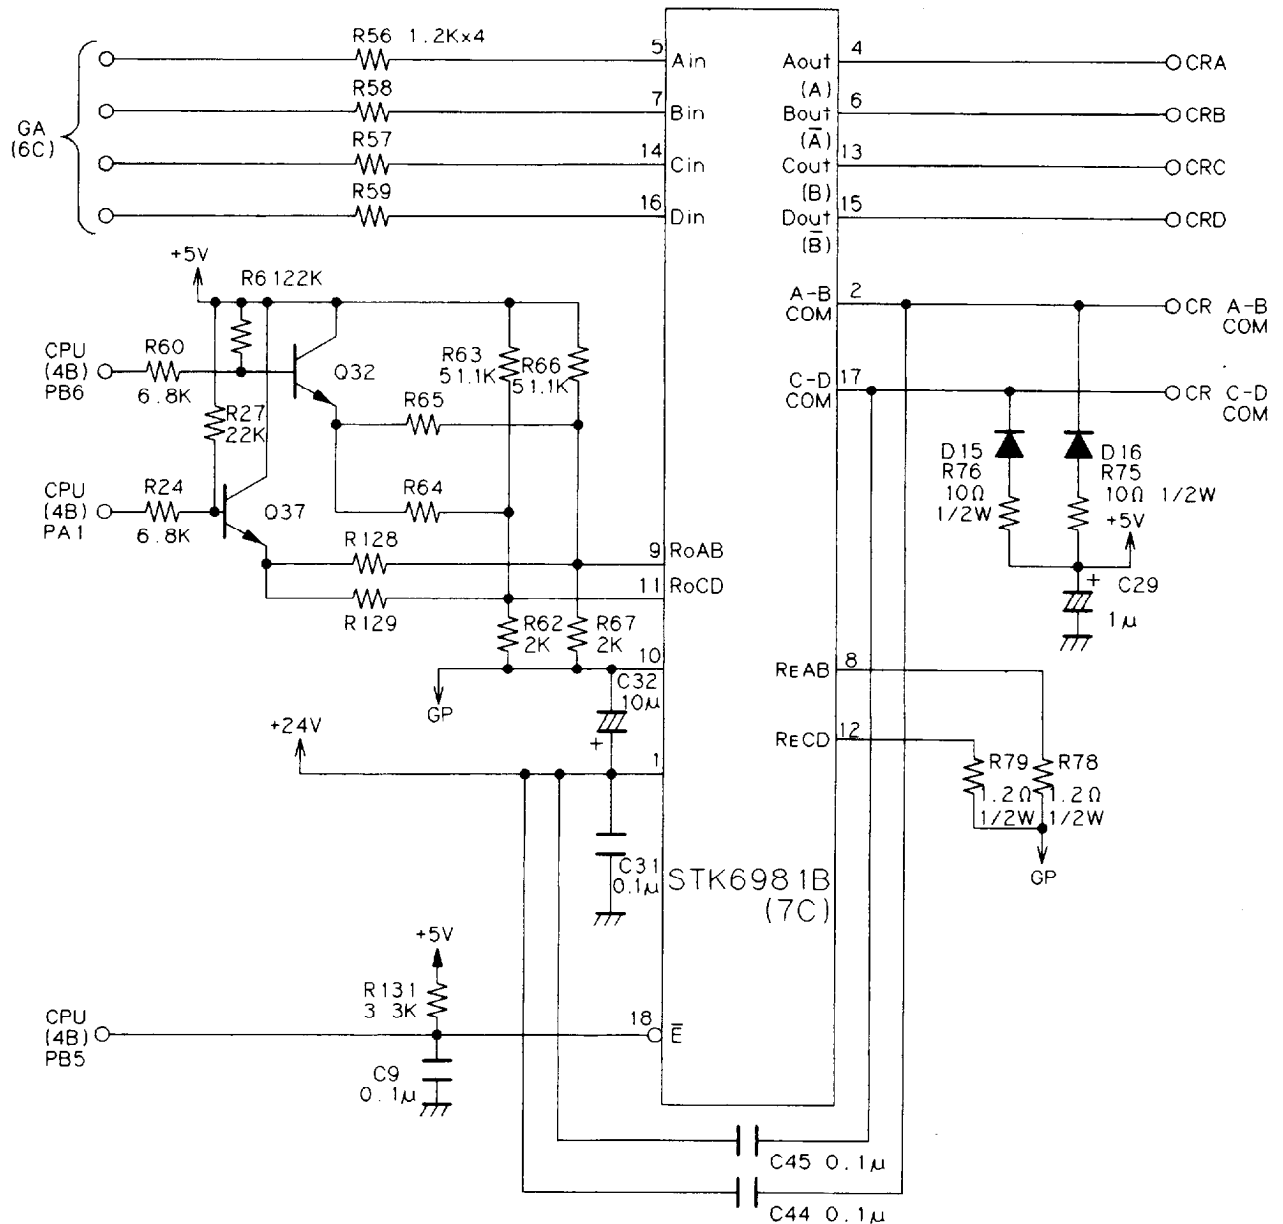 R56 1.2Kx4
5
Ain
Aout
4
CRA
(A)
R58
7
Bin
Bout
6
CRB
(A̅)
GA
(6C)
R57
14
Cin
Cout
13
CRC
(B)
R59
16
Din
Dout
15
CRD
(B̅)
+5V
R6122K
A-B
COM
2
CR A-B
COM
CPU
(4B)
PB6
R60
6.8K
Q32
R63
51.1K
R66
51.1K
C-D
COM
17
CR C-D
COM
R65
R27
22K
D15
R76
10Ω
1/2W
D16
R75
10Ω 1/2W
+5V
CPU
(4B)
PA1
R24
6.8K
Q37
R64
R128
9
RoAB
11
RoCD
R129
+
C29
1μ
R62
2K
R67
2K
10
GP
C32
10μ
+
REAB
8
+24V
1
RECD
12
R79
1.2Ω
1/2W
R78
1.2Ω
1/2W
GP
C31
0.1μ
STK6981B
(7C)
+5V
R131
3 3K
CPU
(4B)
PB5
18
E̅
C9
0.1μ
C45 0.1μ
C44 0.1μ